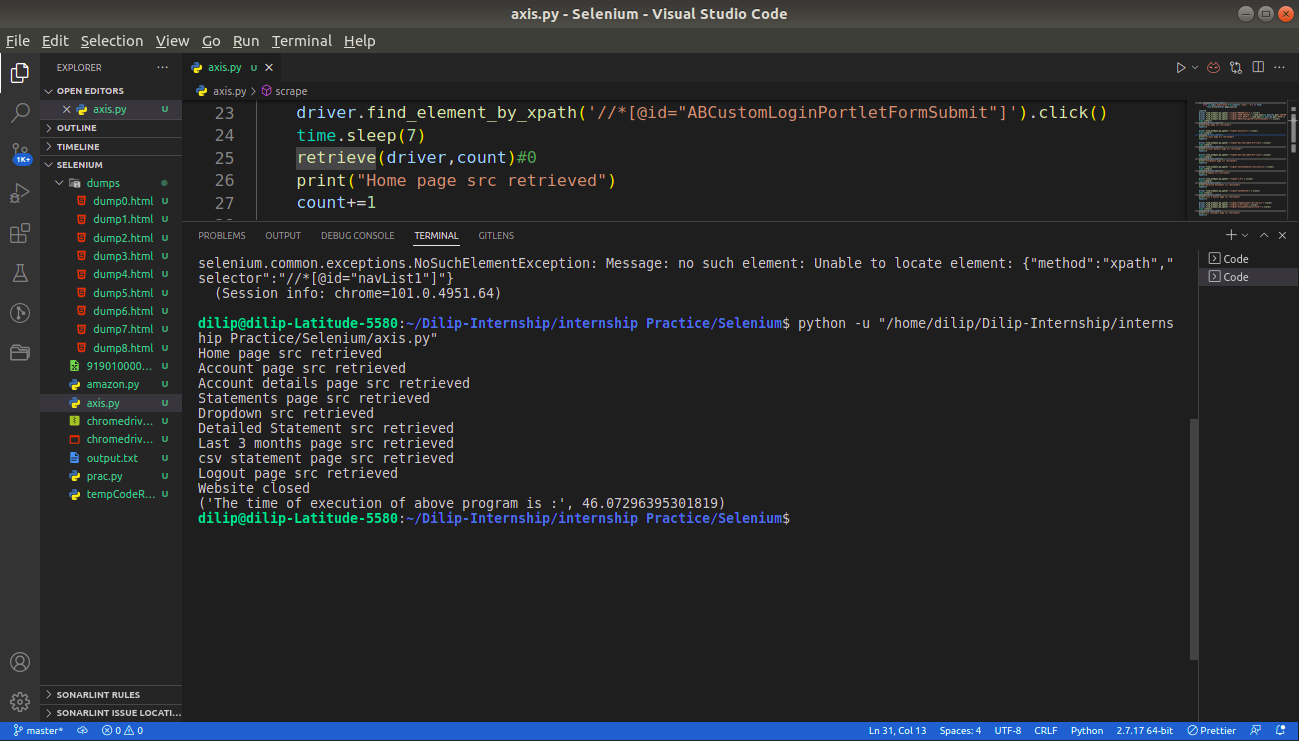 axis.py - Selenium - Visual Studio Code
File Edit Selection View Go Run Terminal Help
EXPLORER
OPEN EDITORS
axis.py U
OUTLINE
TIMELINE
1K+
SELENIUM
dumps
dump0.html U
dump1.html U
dump2.html U
dump3.html U
dump4.html U
dump5.html U
dump6.html U
dump7.html U
dump8.html U
919010000... U
amazon.py U
axis.py U
chromedriv... U
chromedriv... U
output.txt U
prac.py U
tempCodeR... U
SONARLINT RULES
SONARLINT ISSUE LOCATI...
axis.py U
axis.py > scrape
23 driver.find_element_by_xpath('//*[@id="ABCustomLoginPortletFormSubmit"]').click()
24 time.sleep(7)
25 retrieve(driver,count)#0
26 print("Home page src retrieved")
27 count+=1
PROBLEMS OUTPUT DEBUG CONSOLE TERMINAL GITLENS
selenium.common.exceptions.NoSuchElementException: Message: no such element: Unable to locate element: {"method":"xpath","
selector":"//*[@id="navList1"]"}
(Session info: chrome=101.0.4951.64)
dilip@dilip-Latitude-5580:~/Dilip-Internship/internship Practice/Selenium$ python -u "/home/dilip/Dilip-Internship/interns
hip Practice/Selenium/axis.py"
Home page src retrieved
Account page src retrieved
Account details page src retrieved
Statements page src retrieved
Dropdown src retrieved
Detailed Statement src retrieved
Last 3 months page src retrieved
csv statement page src retrieved
Logout page src retrieved
Website closed
('The time of execution of above program is :', 46.07296395301819)
dilip@dilip-Latitude-5580:~/Dilip-Internship/internship Practice/Selenium$
Code
Code
master* 0 0 Ln 31, Col 13 Spaces: 4 UTF-8 CRLF Python 2.7.17 64-bit Prettier